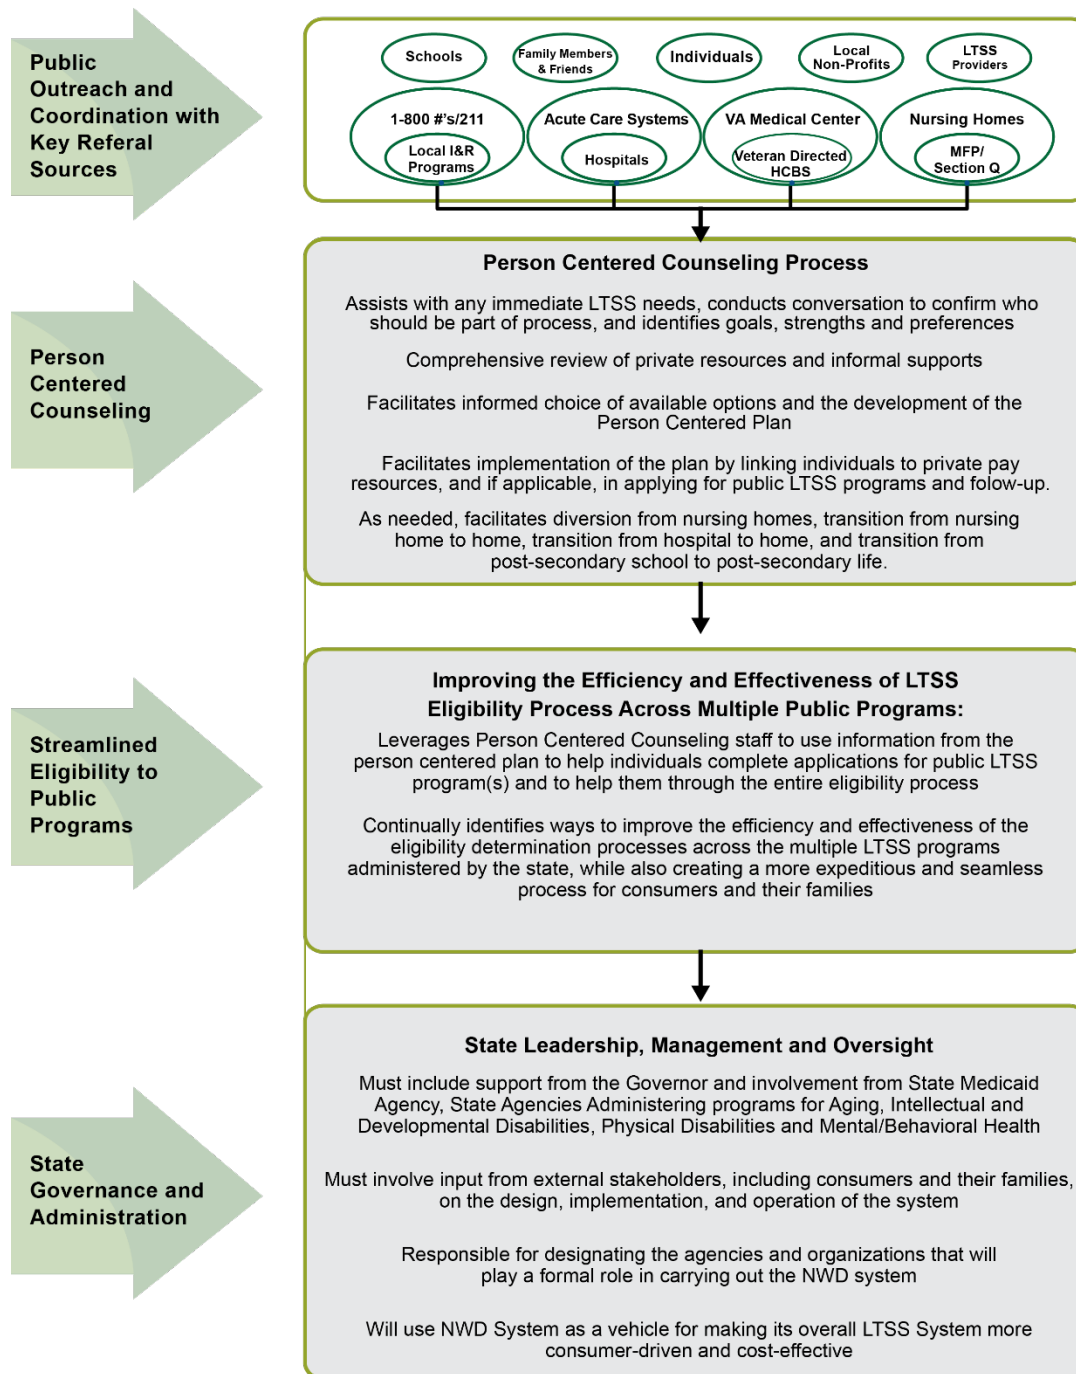 Public
Outreach and
Coordination with
Key Referal
Sources
Schools
Family Members
& Friends
Individuals
Local
Non-Profits
LTSS
Providers
1-800 #'s/211
Local I&R
Programs
Acute Care Systems
Hospitals
VA Medical Center
Veteran Directed
HCBS
Nursing Homes
MFP/
Section Q
Person
Centered
Counseling
Person Centered Counseling Process
Assists with any immediate LTSS needs, conducts conversation to confirm who
should be part of process, and identifies goals, strengths and preferences
Comprehensive review of private resources and informal supports
Facilitates informed choice of available options and the development of the
Person Centered Plan
Facilitates implementation of the plan by linking individuals to private pay
resources, and if applicable, in applying for public LTSS programs and folow-up.
As needed, facilitates diversion from nursing homes, transition from nursing
home to home, transition from hospital to home, and transition from
post-secondary school to post-secondary life.
Streamlined
Eligibility to
Public
Programs
Improving the Efficiency and Effectiveness of LTSS
Eligibility Process Across Multiple Public Programs:
Leverages Person Centered Counseling staff to use information from the
person centered plan to help individuals complete applications for public LTSS
program(s) and to help them through the entire eligibility process
Continually identifies ways to improve the efficiency and effectiveness of the
eligibility determination processes across the multiple LTSS programs
administered by the state, while also creating a more expeditious and seamless
process for consumers and their families
State
Governance and
Administration
State Leadership, Management and Oversight
Must include support from the Governor and involvement from State Medicaid
Agency, State Agencies Administering programs for Aging, Intellectual and
Developmental Disabilities, Physical Disabilities and Mental/Behavioral Health
Must involve input from external stakeholders, including consumers and their families,
on the design, implementation, and operation of the system
Responsible for designating the agencies and organizations that will
play a formal role in carrying out the NWD system
Will use NWD System as a vehicle for making its overall LTSS System more
consumer-driven and cost-effective